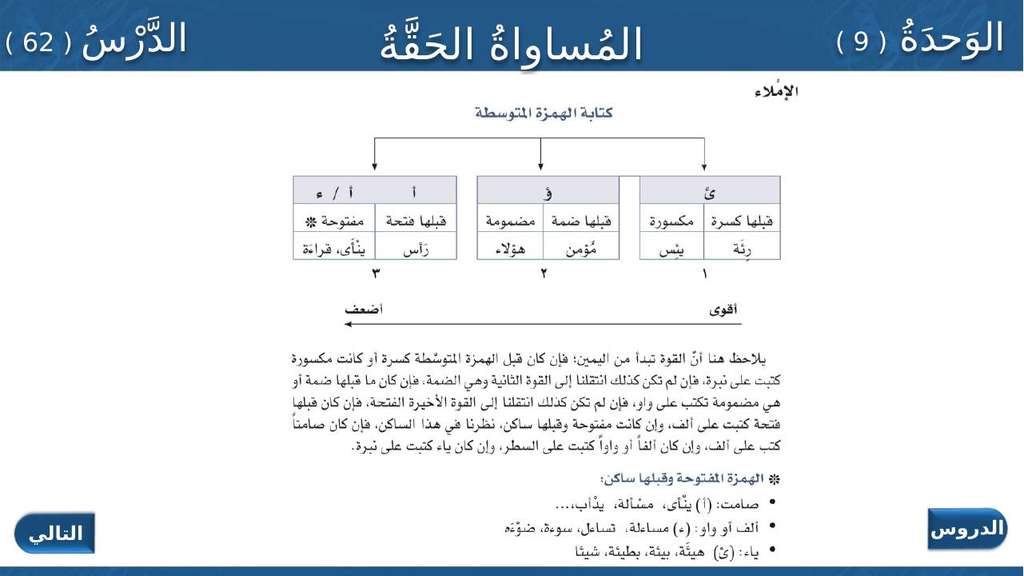 الوَحدَةُ ( 9 )
المُساواةُ الحَقَّةُ
الدَّرْسُ ( 62 )
الإمْلاء
كتابة الهمزة المتوسطة
ئ
ؤ
أ
أ / ء
قبلها كسرة
مكسورة
قبلها ضمة
مضمومة
قبلها فتحة
مفتوحة ❊
رِئَة
يئِس
مُؤمن
هؤلاء
رَأس
ينْأَى، قراءَة
١
٢
٣
أقوى
أضعف
يلاحظ هنا أنّ القوة تبدأ من اليمين؛ فإن كان قبل الهمزة المتوسِّطة كسرة أو كانت مكسورة
كتبت على نبرة، فإن لم تكن كذلك انتقلنا إلى القوة الثانية وهي الضمة. فإن كان ما قبلها ضمة أو
هي مضمومة تكتب على واو، فإن لم تكن كذلك انتقلنا إلى القوة الأخيرة الفتحة، فإن كان قبلها
فتحة كتبت على ألف، وإن كانت مفتوحة وقبلها ساكن، نظرنا في هذا الساكن، فإن كان صامتاً
كتب على ألف، وإن كان ألفاً أو واواً كتبت على السطر، وإن كان ياء كتبت على نبرة.
❊ الهمزة المفتوحة وقبلها ساكن:
• صامت: (أ) ينْأى، مسْألة، يدْأب،...
• ألف أو واو: (ء) مساءلة، تساءل، سوءة، ضوْءَه
• ياء: (ئ) هيئَة، بيئة، بطيئة، شيئا
الدروس
التالي